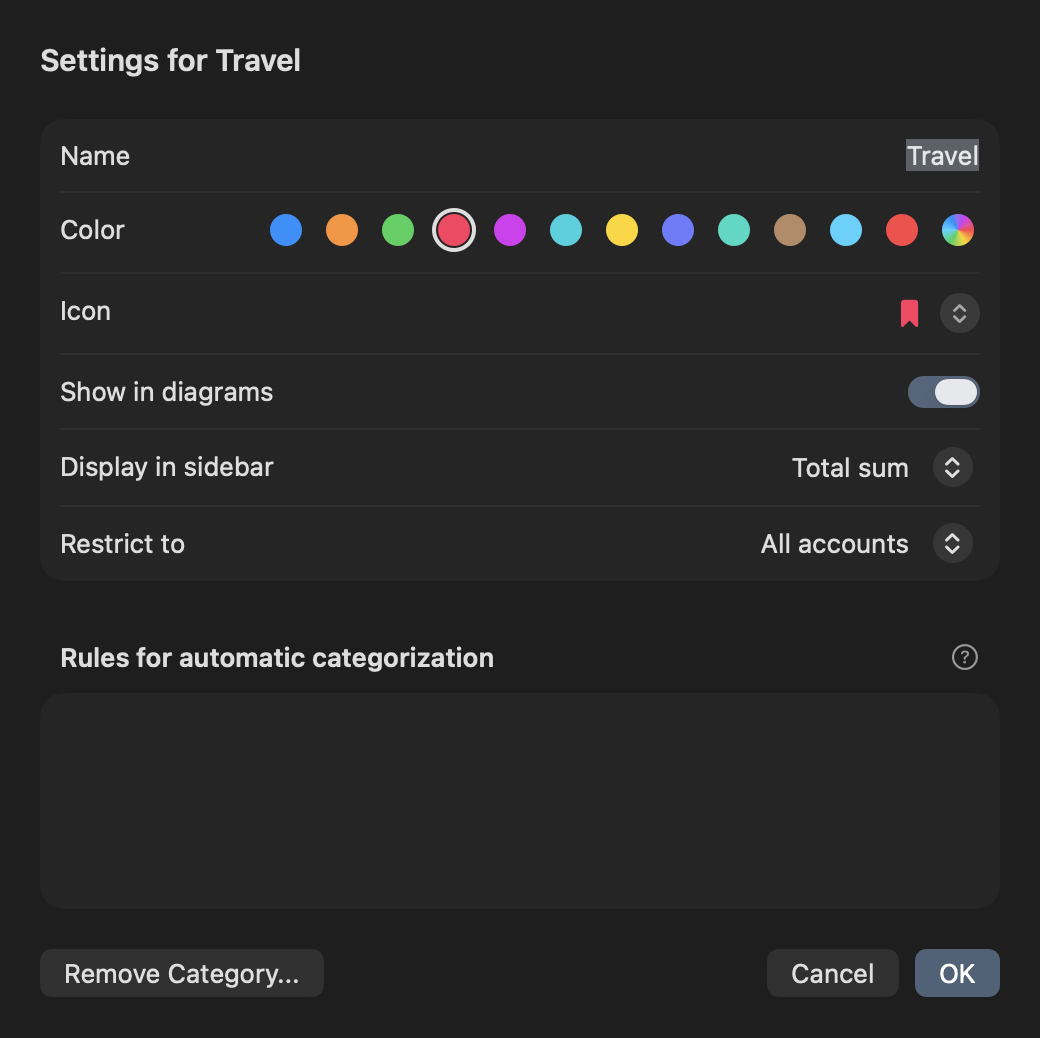 Settings for Travel
Name Travel
Color
Icon
Show in diagrams
Display in sidebar Total sum
Restrict to All accounts
Rules for automatic categorization ?
Remove Category... Cancel OK